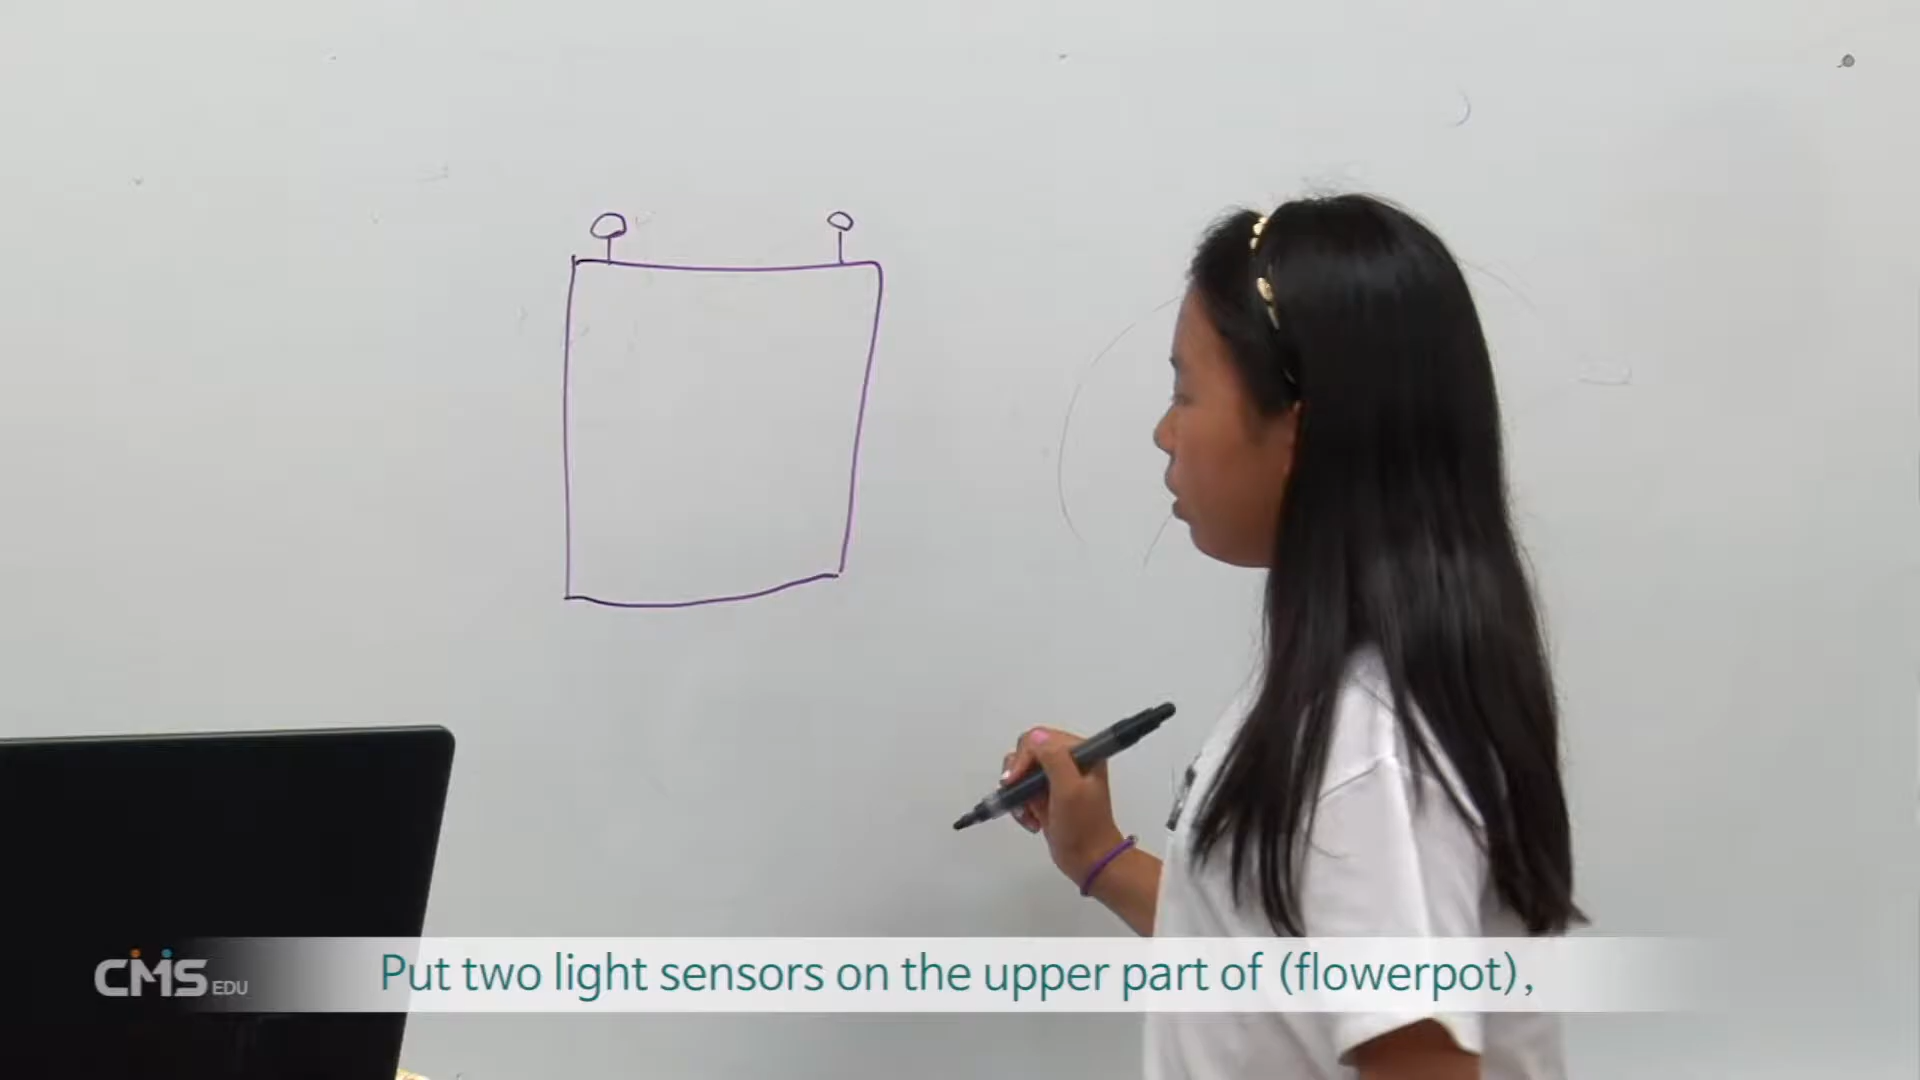 CMS EDU
Put two light sensors on the upper part of (flowerpot),